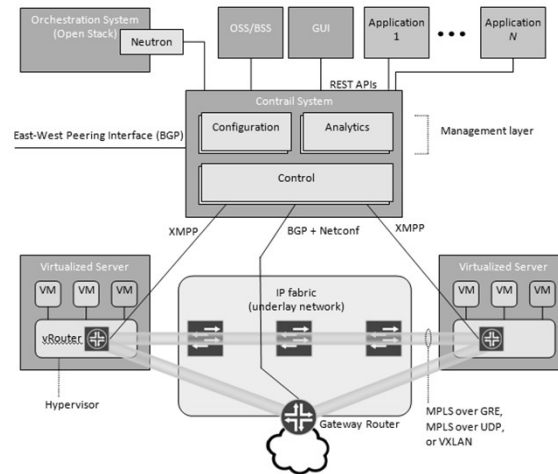 Orchestration System
(Open Stack)
Neutron
OSS/BSS
GUI
Application
1
Application
N
REST APIs
Contrail System
Configuration
Analytics
Management layer
East-West Peering Interface (BGP)
Control
XMPP
BGP + Netconf
XMPP
Virtualized Server
VM
VM
VM
vRouter
Hypervisor
IP fabric
(underlay network)
Virtualized Server
VM
VM
VM
Gateway Router
MPLS over GRE,
MPLS over UDP,
or VXLAN